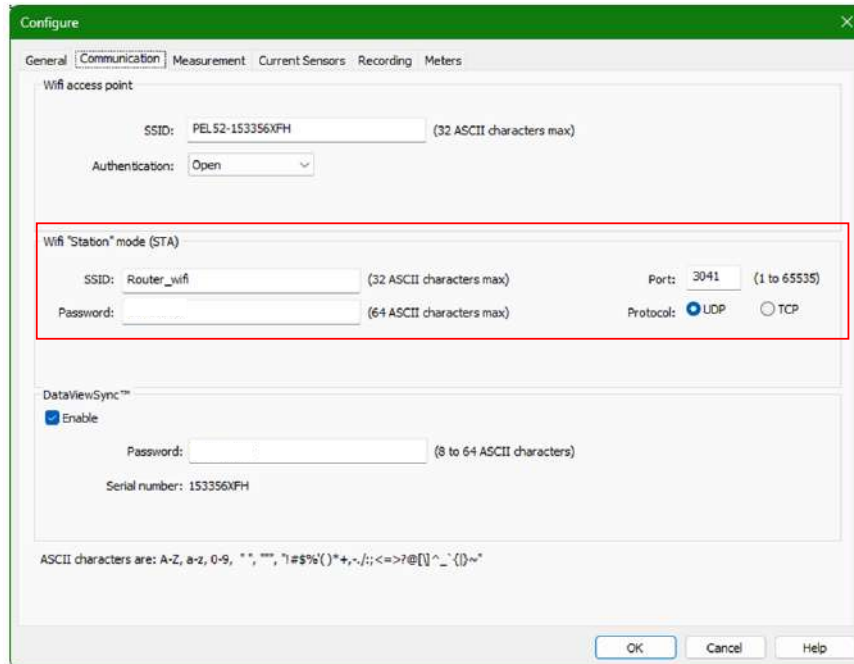 Configure
General Communication Measurement Current Sensors Recording Meters
Wifi access point
SSID: PEL52-153356XFH (32 ASCII characters max)
Authentication: Open
Wifi "Station" mode (STA)
SSID: Router_wifi (32 ASCII characters max) Port: 3041 (1 to 65535)
Password: (64 ASCII characters max) Protocol: UDP TCP
DataViewSync™
Enable
Password: (8 to 64 ASCII characters)
Serial number: 153356XFH
ASCII characters are: A-Z, a-z, 0-9, " ", """, "!#$%'()*+,-./:;<=>?@[\]^_`{|}~"
OK Cancel Help